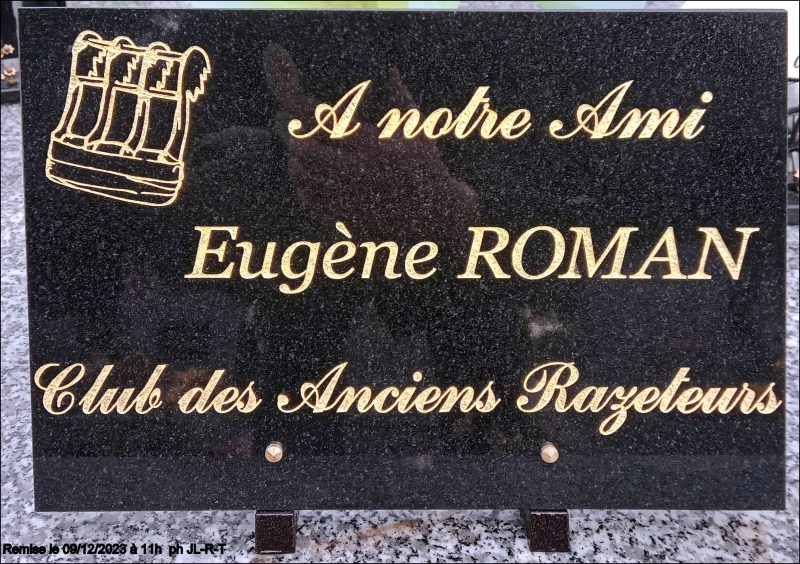 A notre Ami
Eugène ROMAN
Club des Anciens Razeteurs
Remise le 09/12/2023 à 11h ph JL-R-T